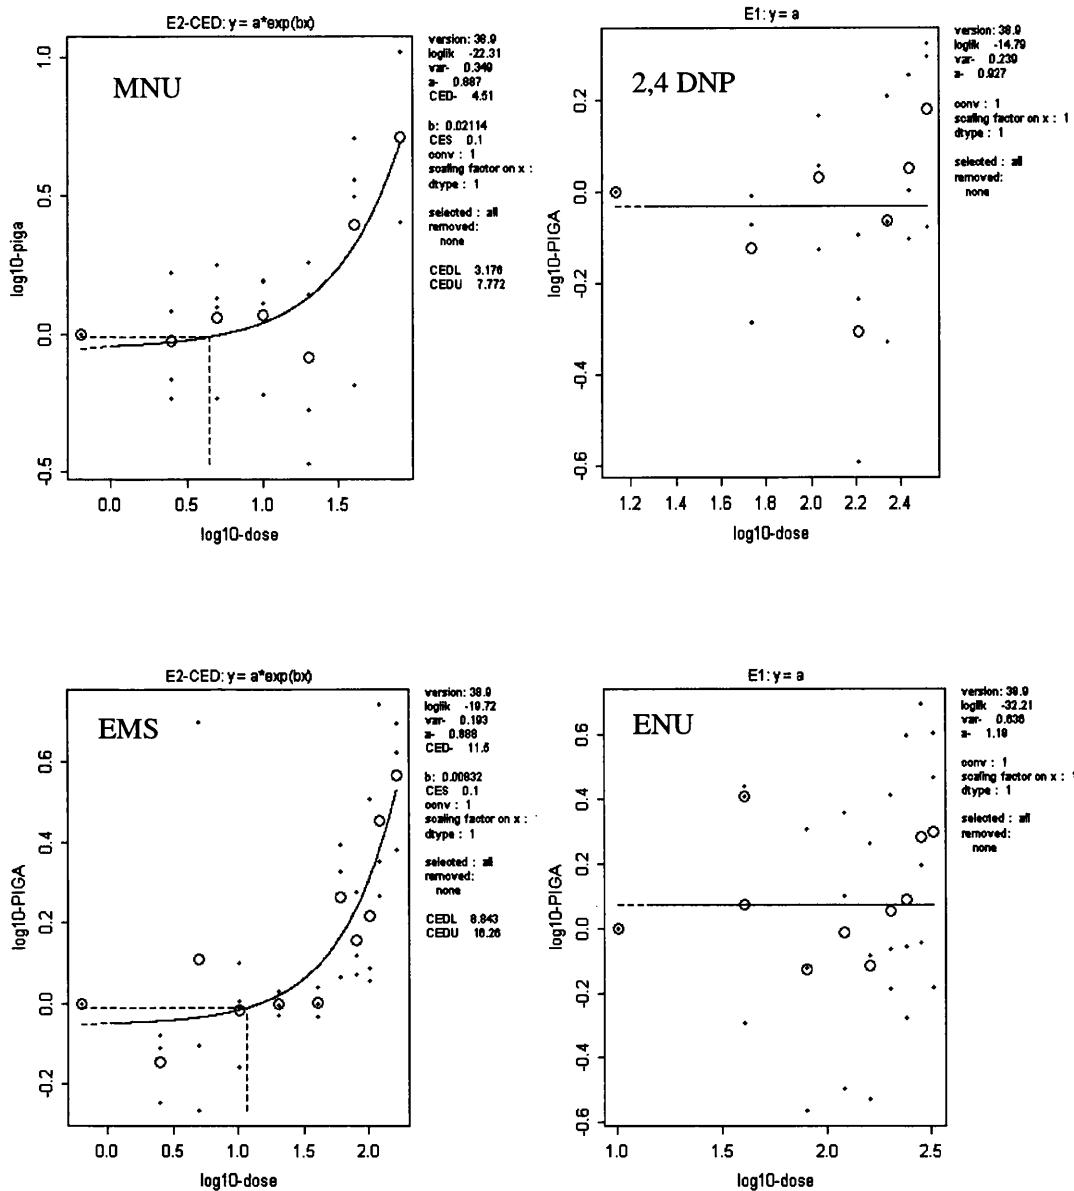 E2-CED: y = a*exp(bx)
MNU
log10-piga
1.0
0.5
0.0
-0.5
0.0 0.5 1.0 1.5
log10-dose
version: 38.9
loglik -22.31
var- 0.349
a- 0.887
CED- 4.51
b: 0.02114
CES 0.1
conv : 1
scaling factor on x :
dtype : 1
selected : all
removed:
none
CEDL 3.176
CEDU 7.772
E1: y = a
2,4 DNP
log10-PIGA
0.2
0.0
-0.2
-0.4
-0.6
1.2 1.4 1.6 1.8 2.0 2.2 2.4
log10-dose
version: 38.9
loglik -14.79
var- 0.239
a- 0.927
conv : 1
scaling factor on x : 1
dtype : 1
selected : all
removed:
none
E2-CED: y = a*exp(bx)
EMS
log10-PIGA
0.6
0.4
0.2
0.0
-0.2
0.0 0.5 1.0 1.5 2.0
log10-dose
version: 38.9
loglik -19.72
var- 0.193
a- 0.888
CED- 11.5
b: 0.00832
CES 0.1
conv : 1
scaling factor on x :
dtype : 1
selected : all
removed:
none
CEDL 8.843
CEDU 16.26
E1: y = a
ENU
log10-PIGA
0.6
0.4
0.2
0.0
-0.2
-0.4
-0.6
1.0 1.5 2.0 2.5
log10-dose
version: 38.9
loglik -32.21
var- 0.636
a- 1.18
conv : 1
scaling factor on x : 1
dtype : 1
selected : all
removed:
none